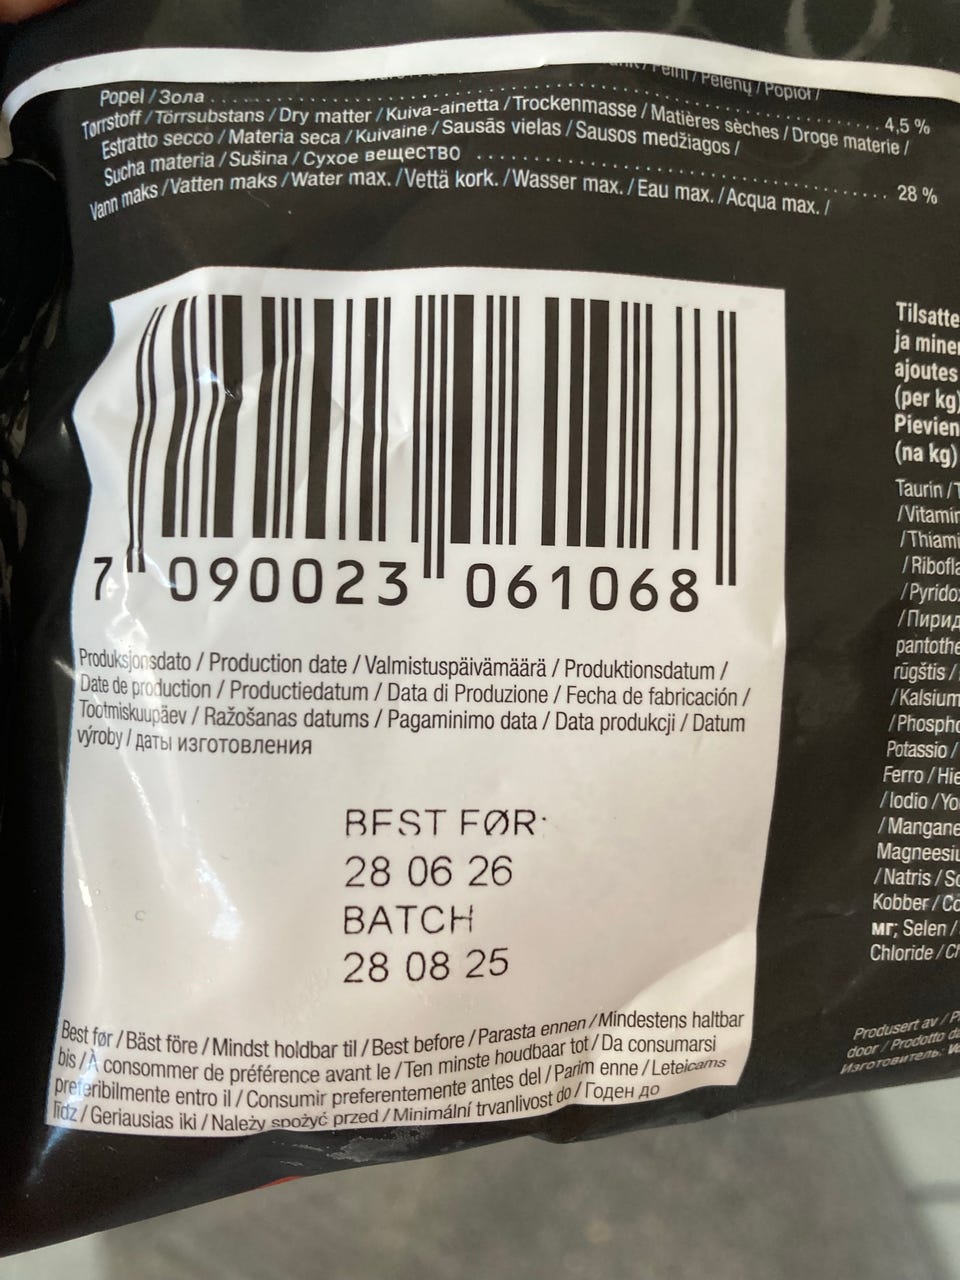 Peleny / Popiół /
Popel / Зола 4,5 %
Tørrstoff / Törrsubstans / Dry matter / Kuiva-ainetta / Trockenmasse / Matières sèches / Droge materie /
Estratto secco / Materia seca / Kuivaine / Sausās vielas / Sausos medžiagos /
Sucha materia / Sušina / Сухое вещество 28 %
Vann maks / Vatten maks / Water max. / Vettä kork. / Wasser max. / Eau max. / Acqua max. /
7 090023 061068
Produksjonsdato / Production date / Valmistuspäivämäärä / Produktionsdatum /
Date de production / Productiedatum / Data di Produzione / Fecha de fabricación /
Tootmiskuupäev / Ražošanas datums / Pagaminimo data / Data produkcji / Datum
výroby / даты изготовления
BEST FØR:
28 06 26
BATCH
28 08 25
Best før / Bäst före / Mindst holdbar til / Best before / Parasta ennen / Mindestens haltbar
bis / À consommer de préférence avant le / Ten minste houdbaar tot / Da consumarsi
preferibilmente entro il / Consumir preferentemente antes del / Parim enne / Leteicams
līdz / Geriausias iki / Należy spożyć przed / Minimální trvanlivost do / Годен до
Tilsatte
ja
ajoutes
(per kg)
Pievien
(na kg)
Taurin /
/ Vitamin
/ Thiami
/ Ribofla
/ Pyridox
/ Пирид
pantothe
rūgštis /
/ Kalsium
/ Phospho
Potassio /
Ferro / Hie
/ Iodio / Yo
/ Mangane
Magneesiu
/ Natris / So
Kobber / Co
мг; Selen /
Chloride / Ch
Produsert av / P
door / Prodotto da
Изготовитель: